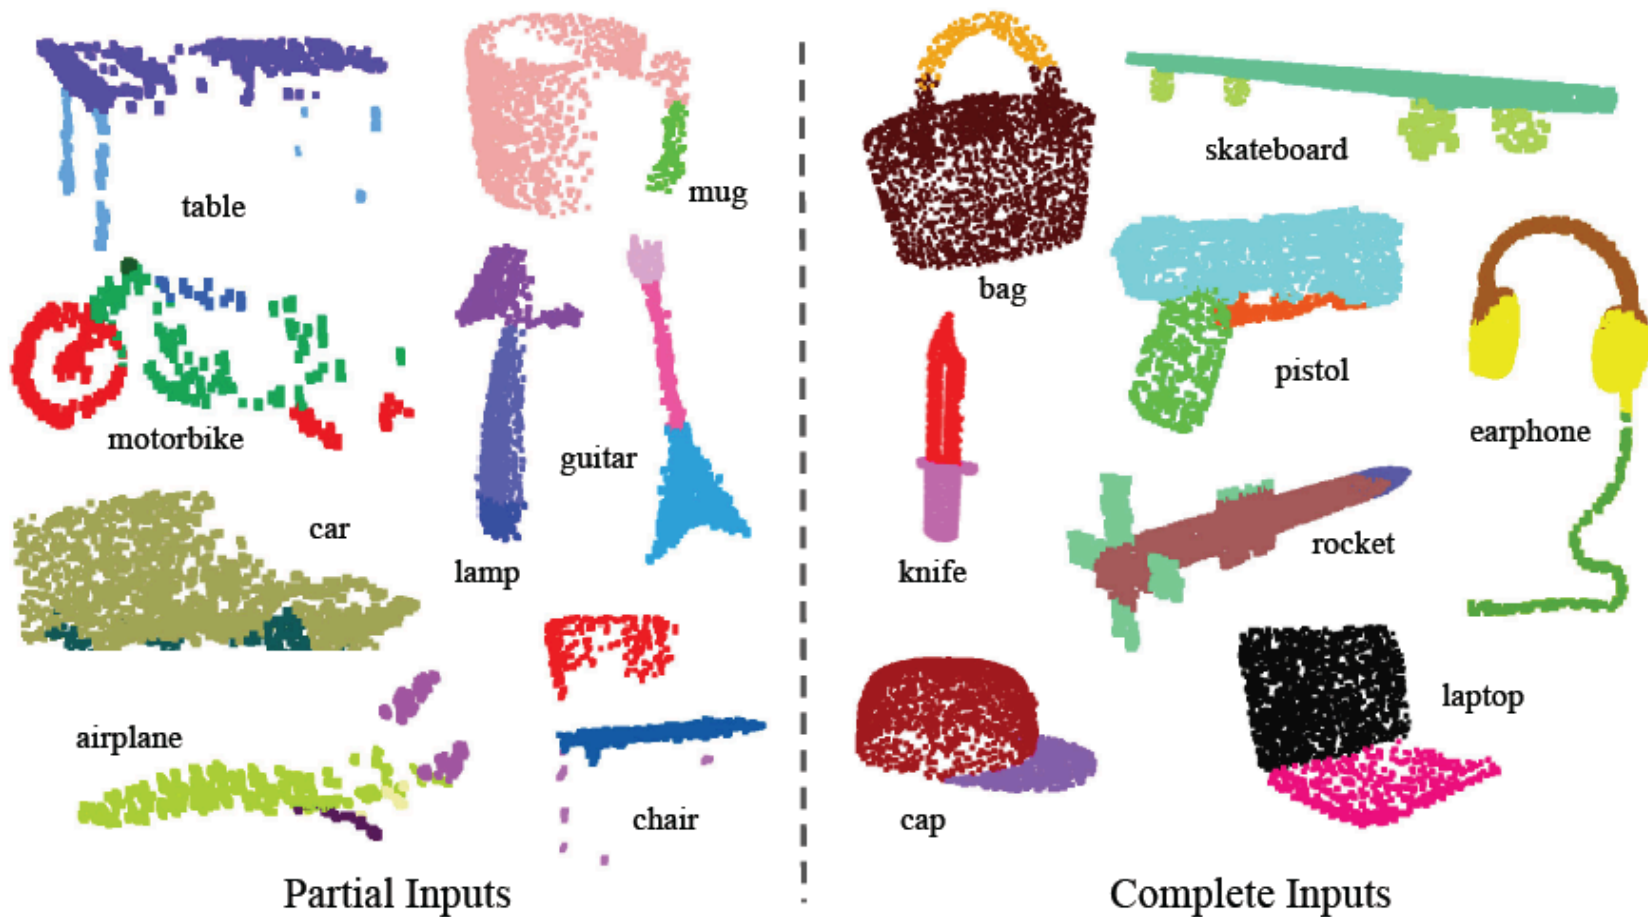 table
mug
motorbike
guitar
car
lamp
airplane
chair
Partial Inputs
skateboard
bag
pistol
earphone
knife
rocket
laptop
cap
Complete Inputs